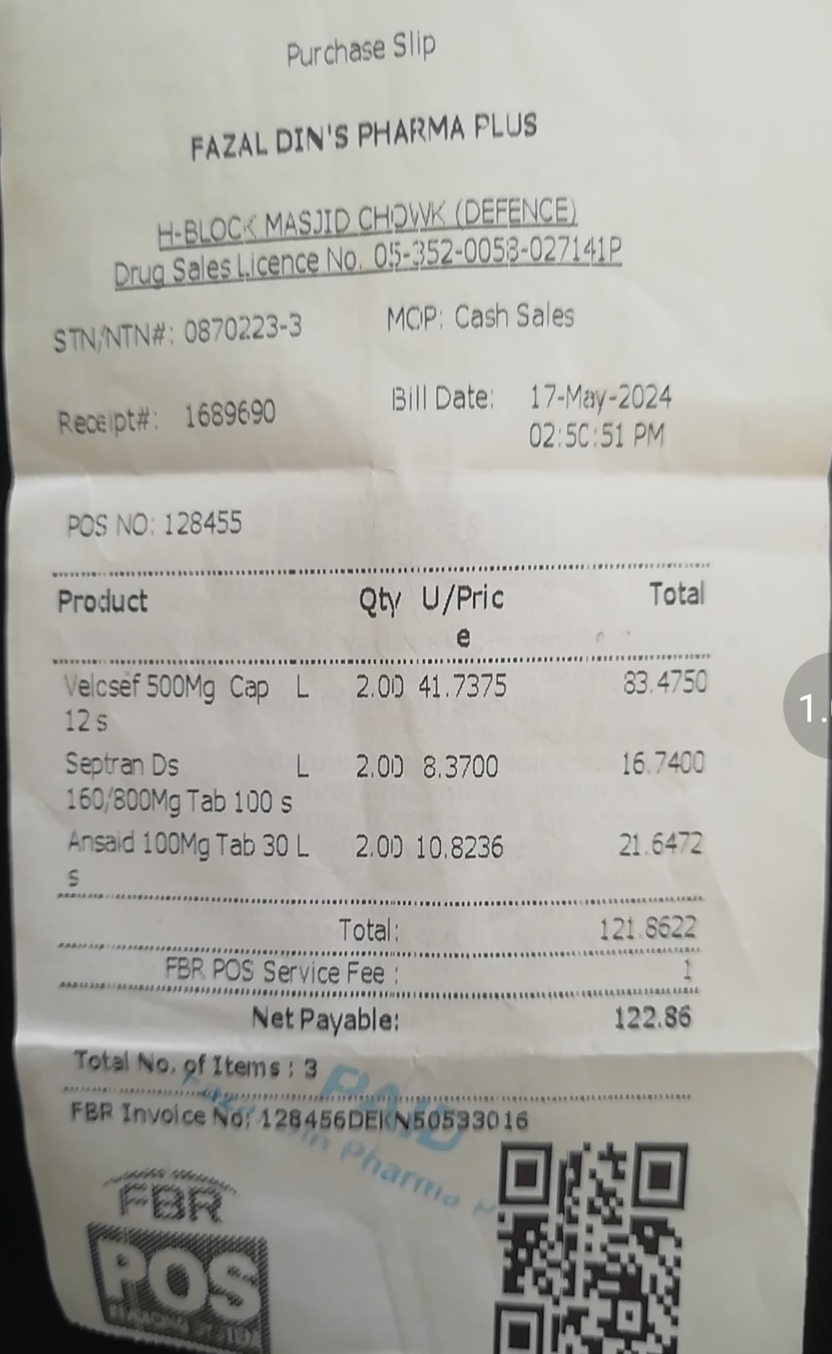 Purchase Slip
FAZAL DIN'S PHARMA PLUS
H-BLOCK MASJID CHOWK (DEFENCE)
Drug Sales Licence No. 05-352-0058-027141P
STN/NTN#: 0870223-3 MOP: Cash Sales
Receipt#: 1689690 Bill Date: 17-May-2024
02:50:51 PM
POS NO: 128455
Product Qty U/Pric Total
e
Velosef 500Mg Cap L 2.00 41.7375 83.4750
12 s
Septran Ds L 2.00 8.3700 16.7400
160/800Mg Tab 100 s
Ansaid 100Mg Tab 30 L 2.00 10.8236 21.6472
s
Total: 121.8622
FBR POS Service Fee : 1
Net Payable: 122.86
Total No. of Items : 3
PAID
FBR Invoice No: 128456DEKN50533016
Din Pharma
FBR
POS
1.